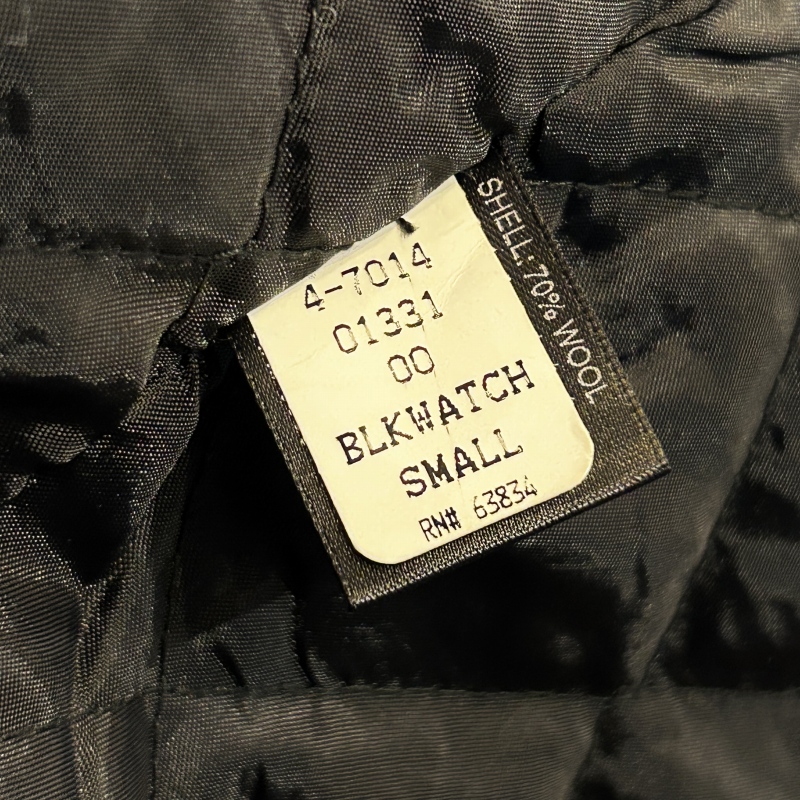 4-7014
01331
00
BLKWATCH
SMALL
RN# 63834
SHELL: 70% WOOL